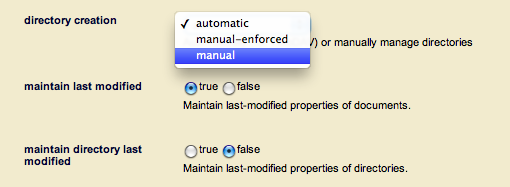 directory creation
✓ automatic
manual-enforced
manual
V) or manually manage directories
maintain last modified
true false
Maintain last-modified properties of documents.
maintain directory last
modified
true false
Maintain last-modified properties of directories.